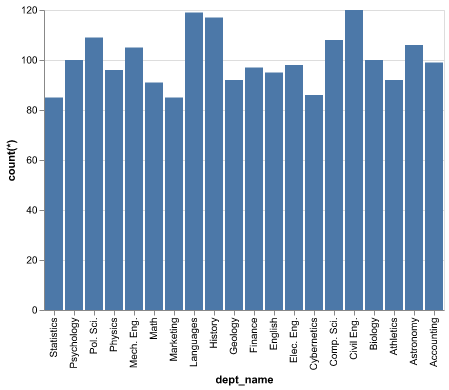 120
100
80
60
40
20
0
count(*)
Statistics
Psychology
Pol. Sci.
Physics
Mech. Eng.
Math
Marketing
Languages
History
Geology
Finance
English
Elec. Eng.
Cybernetics
Comp. Sci.
Civil Eng.
Biology
Athletics
Astronomy
Accounting
dept_name